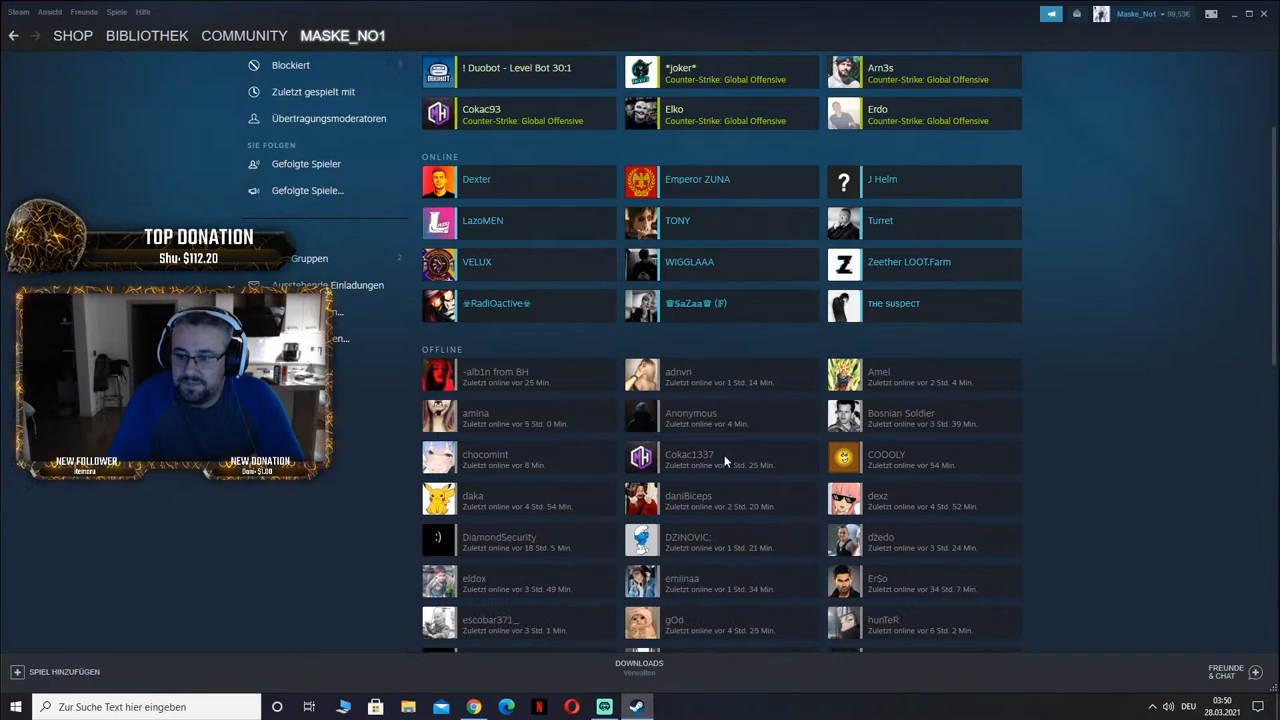 Steam Ansicht Freunde Spiele Hilfe
Maske_No1 99,53€
SHOP BIBLIOTHEK COMMUNITY MASKE_NO1
Blockiert
Zuletzt gespielt mit
Übertragungsmoderatoren
SIE FOLGEN
Gefolgte Spieler
Gefolgte Spiele...
Gruppen 2
Ausstehende Einladungen
TOP DONATION
Shu: $112.20
NEW FOLLOWER
NEW DONATION
! Duobot - Level Bot 30:1
*joker*
Counter-Strike: Global Offensive
Arn3s
Counter-Strike: Global Offensive
Cokac93
Counter-Strike: Global Offensive
Elko
Counter-Strike: Global Offensive
Erdo
Counter-Strike: Global Offensive
ONLINE
Dexter
Emperor ZUNA
J Helm
LazoMEN
TONY
Turret
VELUX
WIGGLAAA
Zeether LOOT.Farm
☣RadiOactive☣
♕SaZaa♕ (F)
THE SUSPECT
OFFLINE
-alb1n from BH
Zuletzt online vor 25 Min.
adnvn
Zuletzt online vor 1 Std. 14 Min.
Amel
Zuletzt online vor 2 Std. 4 Min.
amina
Zuletzt online vor 5 Std. 0 Min.
Anonymous
Zuletzt online vor 4 Min.
Bosnian Soldier
Zuletzt online vor 3 Std. 39 Min.
chocomint
Zuletzt online vor 8 Min.
Cokac1337
Zuletzt online vor Std. 25 Min.
COOOLY
Zuletzt online vor 54 Min.
daka
Zuletzt online vor 4 Std. 54 Min.
daniBiceps
Zuletzt online vor 2 Std. 20 Min.
dexz
Zuletzt online vor 4 Std. 52 Min.
:)
DiamondSecurity
Zuletzt online vor 18 Std. 5 Min.
DZINOVIC;
Zuletzt online vor 1 Std. 21 Min.
džedo
Zuletzt online vor 3 Std. 24 Min.
eldox
Zuletzt online vor 3 Std. 49 Min.
emiinaa
Zuletzt online vor 1 Std. 34 Min.
ErSo
Zuletzt online vor 34 Std. 7 Min.
escobar371_
Zuletzt online vor 3 Std. 1 Min.
gOd
Zuletzt online vor 4 Std. 25 Min.
hunTeR
Zuletzt online vor 6 Std. 2 Min.
SPIEL HINZUFÜGEN
DOWNLOADS
Verwalten
FREUNDE
& CHAT
Zur Suche Text hier eingeben
DEU
03:50
28.03.2021